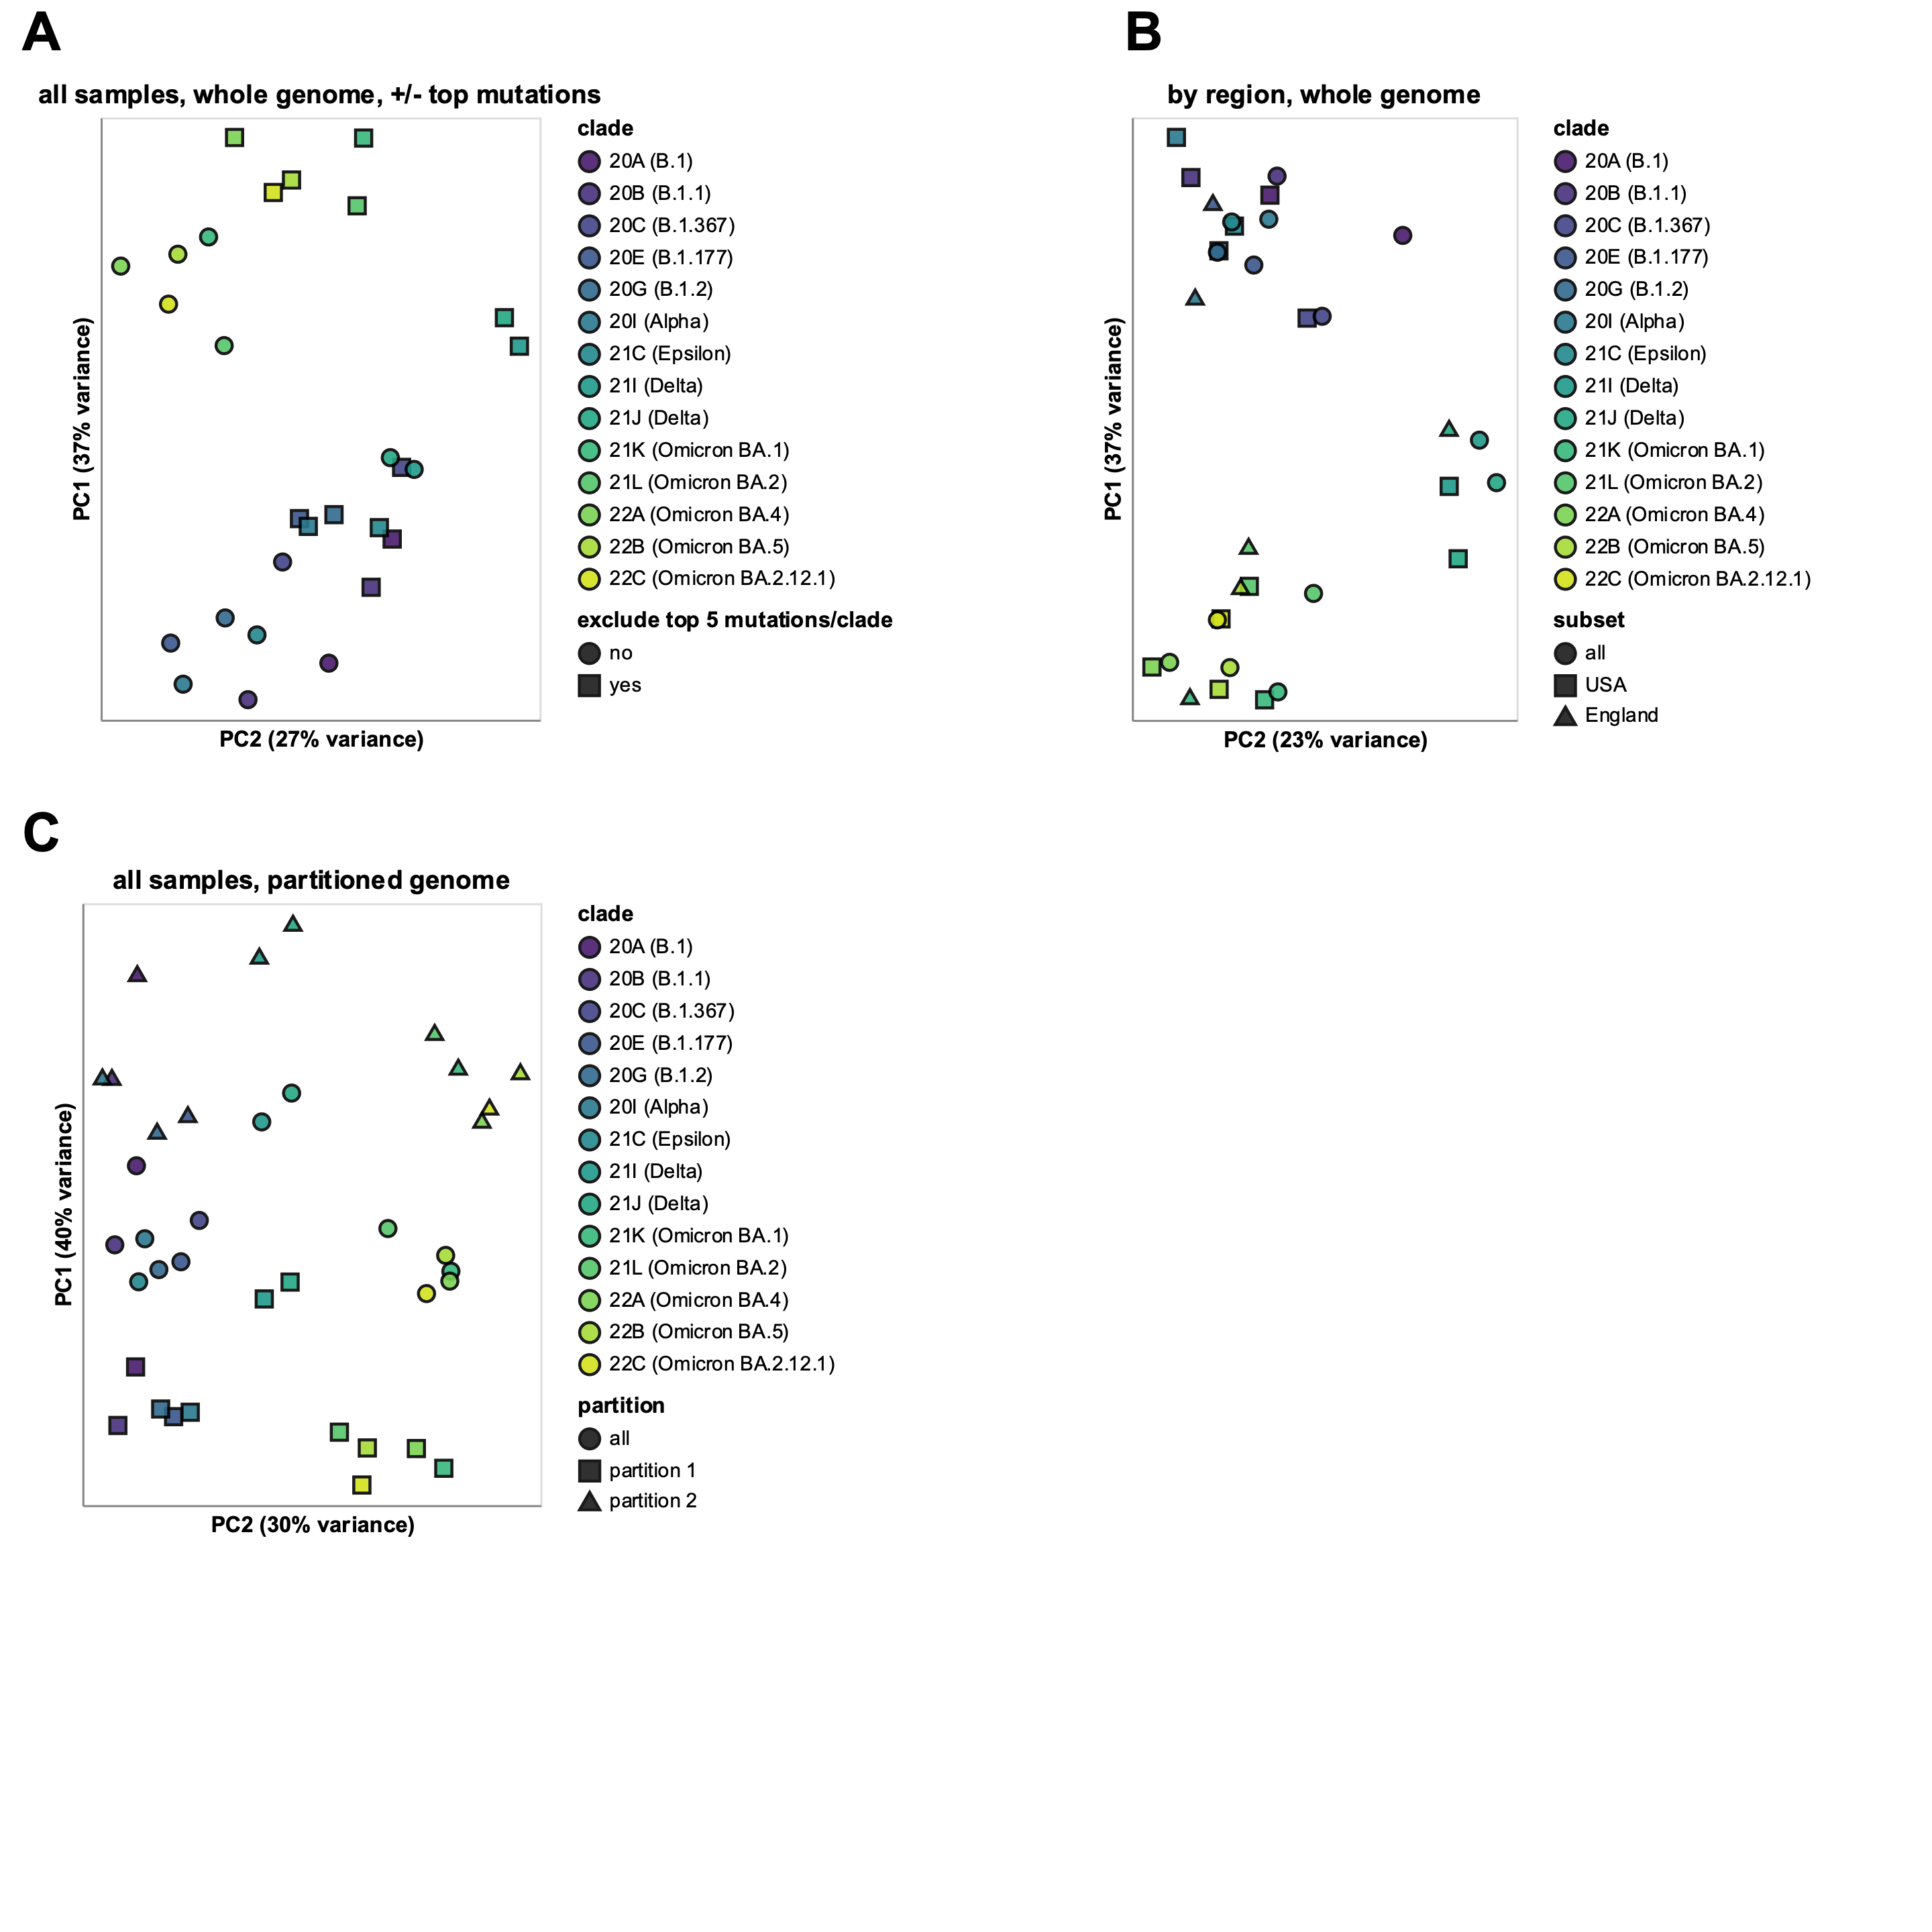 A
all samples, whole genome, +/- top mutations
PC1 (37% variance)
PC2 (27% variance)
clade
20A (B.1)
20B (B.1.1)
20C (B.1.367)
20E (B.1.177)
20G (B.1.2)
20I (Alpha)
21C (Epsilon)
21I (Delta)
21J (Delta)
21K (Omicron BA.1)
21L (Omicron BA.2)
22A (Omicron BA.4)
22B (Omicron BA.5)
22C (Omicron BA.2.12.1)
exclude top 5 mutations/clade
no
yes
B
by region, whole genome
PC1 (37% variance)
PC2 (23% variance)
clade
20A (B.1)
20B (B.1.1)
20C (B.1.367)
20E (B.1.177)
20G (B.1.2)
20I (Alpha)
21C (Epsilon)
21I (Delta)
21J (Delta)
21K (Omicron BA.1)
21L (Omicron BA.2)
22A (Omicron BA.4)
22B (Omicron BA.5)
22C (Omicron BA.2.12.1)
subset
all
USA
England
C
all samples, partitioned genome
PC1 (40% variance)
PC2 (30% variance)
clade
20A (B.1)
20B (B.1.1)
20C (B.1.367)
20E (B.1.177)
20G (B.1.2)
20I (Alpha)
21C (Epsilon)
21I (Delta)
21J (Delta)
21K (Omicron BA.1)
21L (Omicron BA.2)
22A (Omicron BA.4)
22B (Omicron BA.5)
22C (Omicron BA.2.12.1)
partition
all
partition 1
partition 2